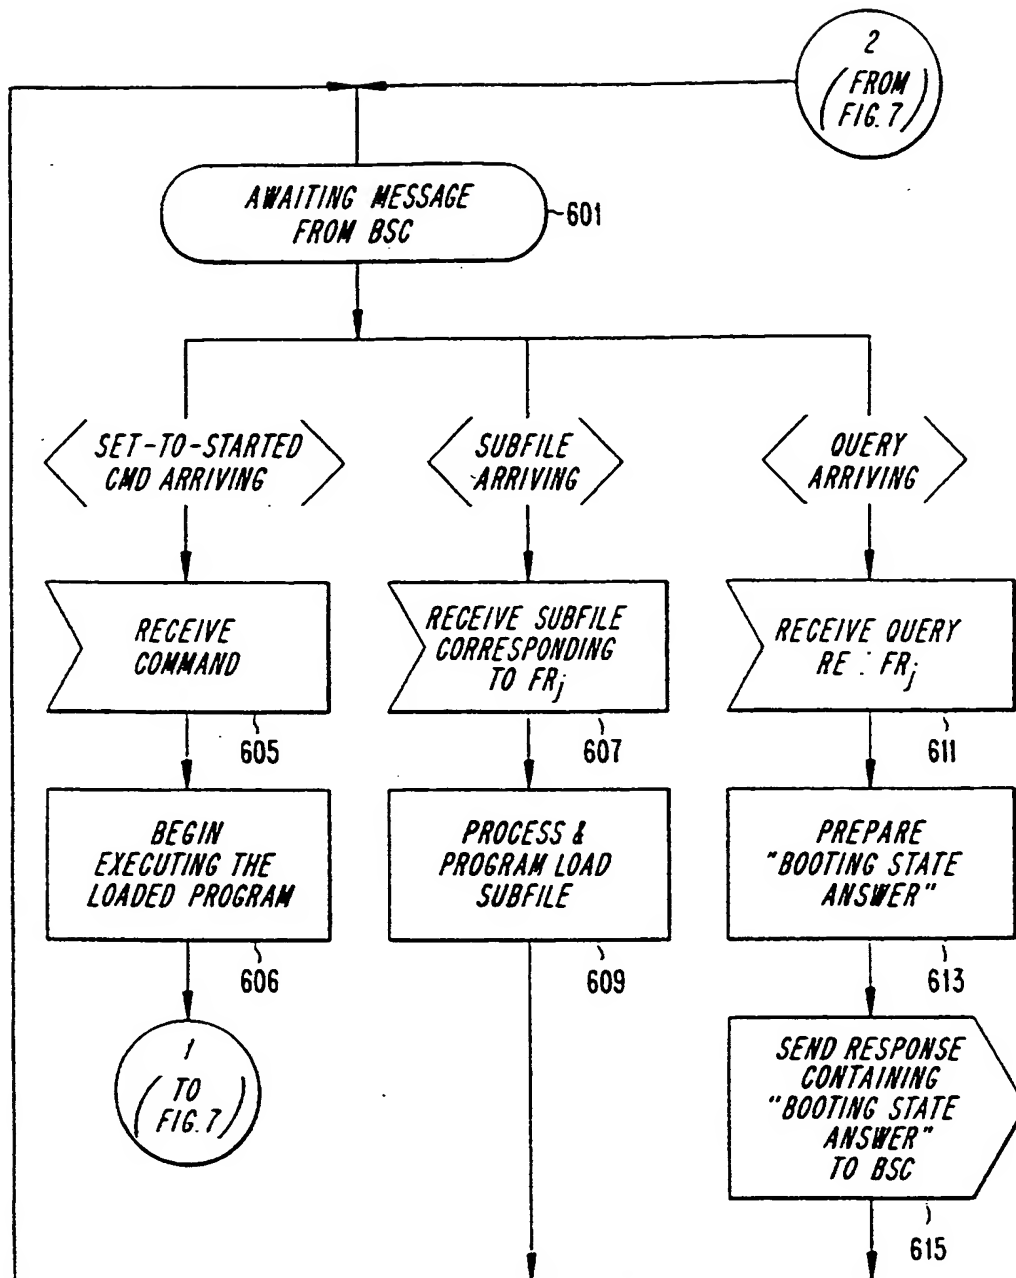 2
(FROM
FIG. 7)
AWAITING MESSAGE
FROM BSC
601
SET-TO-STARTED
CMD ARRIVING
SUBFILE
ARRIVING
QUERY
ARRIVING
RECEIVE
COMMAND
605
RECEIVE SUBFILE
CORRESPONDING
TO FRj
607
RECEIVE QUERY
RE : FRj
611
BEGIN
EXECUTING THE
LOADED PROGRAM
606
PROCESS &
PROGRAM LOAD
SUBFILE
609
PREPARE
"BOOTING STATE
ANSWER"
613
1
(TO
FIG. 7)
SEND RESPONSE
CONTAINING
"BOOTING STATE
ANSWER"
TO BSC
615